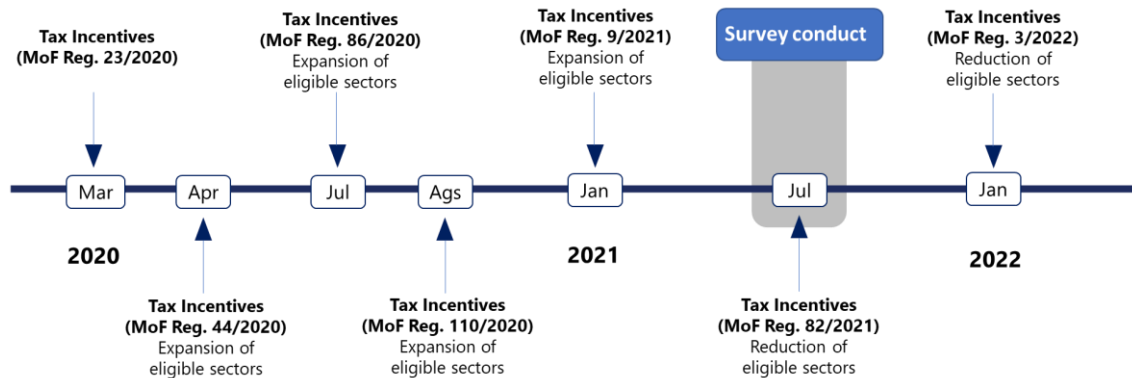 Tax Incentives
(MoF Reg. 23/2020)
Tax Incentives
(MoF Reg. 86/2020)
Expansion of
eligible sectors
Tax Incentives
(MoF Reg. 9/2021)
Expansion of
eligible sectors
Survey conduct
Tax Incentives
(MoF Reg. 3/2022)
Reduction of
eligible sectors
Mar
Apr
Jul
Ags
Jan
Jul
Jan
2020
2021
2022
Tax Incentives
(MoF Reg. 44/2020)
Expansion of
eligible sectors
Tax Incentives
(MoF Reg. 110/2020)
Expansion of
eligible sectors
Tax Incentives
(MoF Reg. 82/2021)
Reduction of
eligible sectors